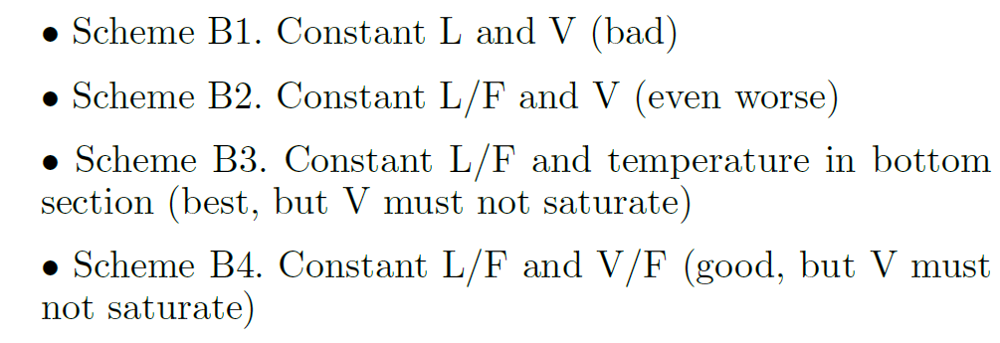 • Scheme B1. Constant L and V (bad)
• Scheme B2. Constant L/F and V (even worse)
• Scheme B3. Constant L/F and temperature in bottom
section (best, but V must not saturate)
• Scheme B4. Constant L/F and V/F (good, but V must
not saturate)